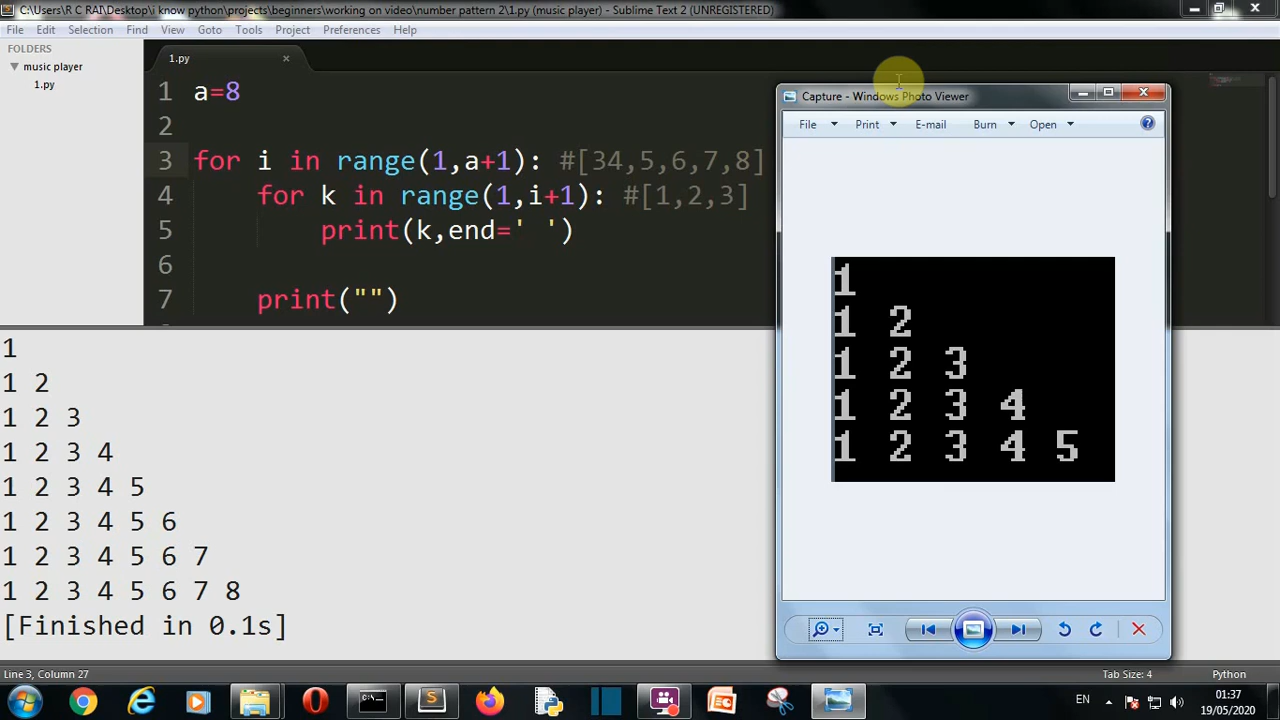 C:\Users\R C RAI\Desktop\i know python\projects\beginners\working on video\number pattern 2\1.py (music player) - Sublime Text 2 (UNREGISTERED)
File Edit Selection Find View Goto Tools Project Preferences Help
FOLDERS
music player
1.py
1.py
1 a=8
2
3 for i in range(1,a+1): #[34,5,6,7,8]
4 for k in range(1,i+1): #[1,2,3]
5 print(k,end=' ')
6
7 print("")
1
1 2
1 2 3
1 2 3 4
1 2 3 4 5
1 2 3 4 5 6
1 2 3 4 5 6 7
1 2 3 4 5 6 7 8
[Finished in 0.1s]
Capture - Windows Photo Viewer
File Print E-mail Burn Open
1
1 2
1 2 3
1 2 3 4
1 2 3 4 5
Line 3, Column 27 Tab Size: 4 Python
EN 01:37
19/05/2020